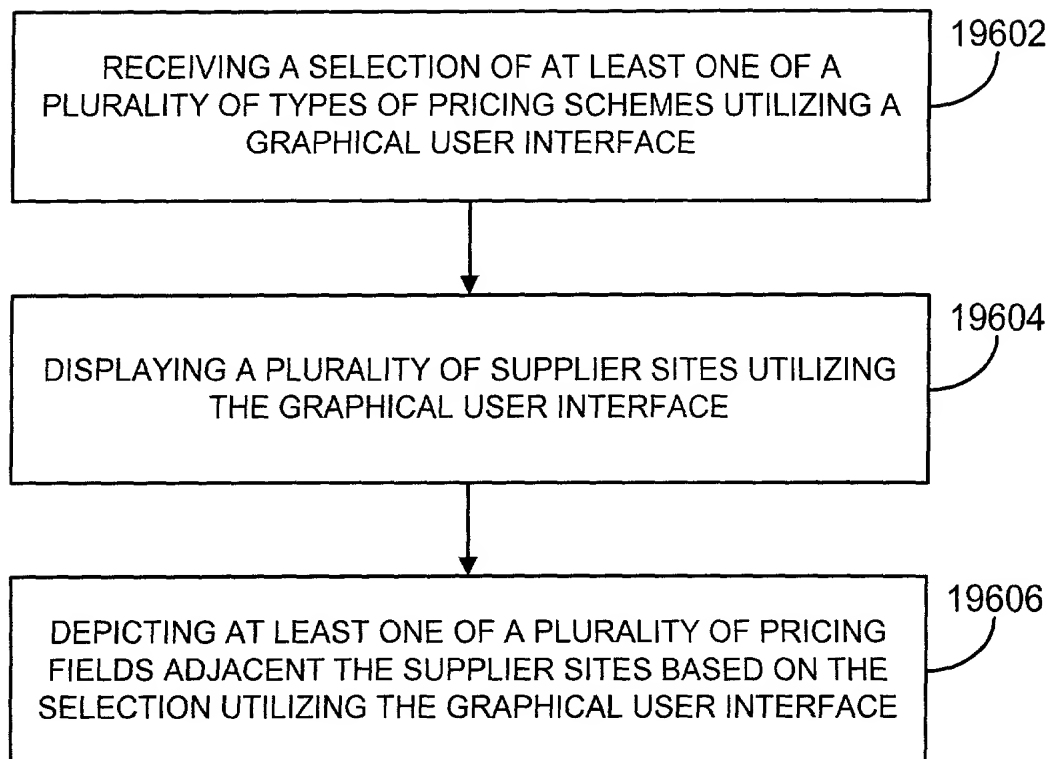 19602
RECEIVING A SELECTION OF AT LEAST ONE OF A
PLURALITY OF TYPES OF PRICING SCHEMES UTILIZING A
GRAPHICAL USER INTERFACE
19604
DISPLAYING A PLURALITY OF SUPPLIER SITES UTILIZING
THE GRAPHICAL USER INTERFACE
19606
DEPICTING AT LEAST ONE OF A PLURALITY OF PRICING
FIELDS ADJACENT THE SUPPLIER SITES BASED ON THE
SELECTION UTILIZING THE GRAPHICAL USER INTERFACE